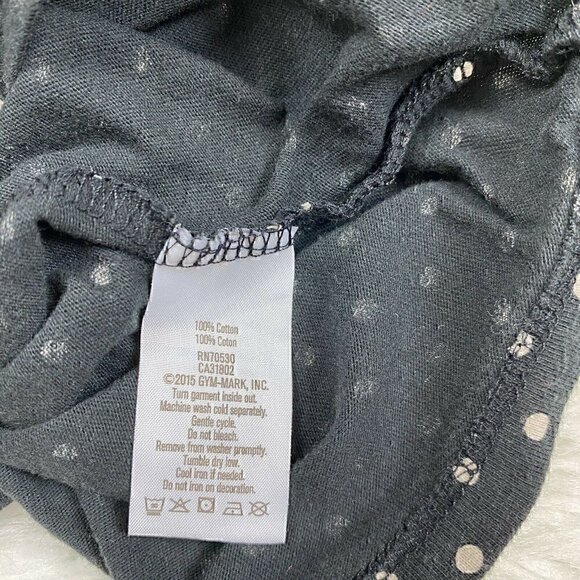 100% Cotton
100% Coton
RN70530
CA31802
©2015 GYM-MARK, INC.
Turn garment inside out.
Machine wash cold separately.
Gentle cycle.
Do not bleach.
Remove from washer promptly.
Tumble dry low.
Cool iron if needed.
Do not iron on decoration.